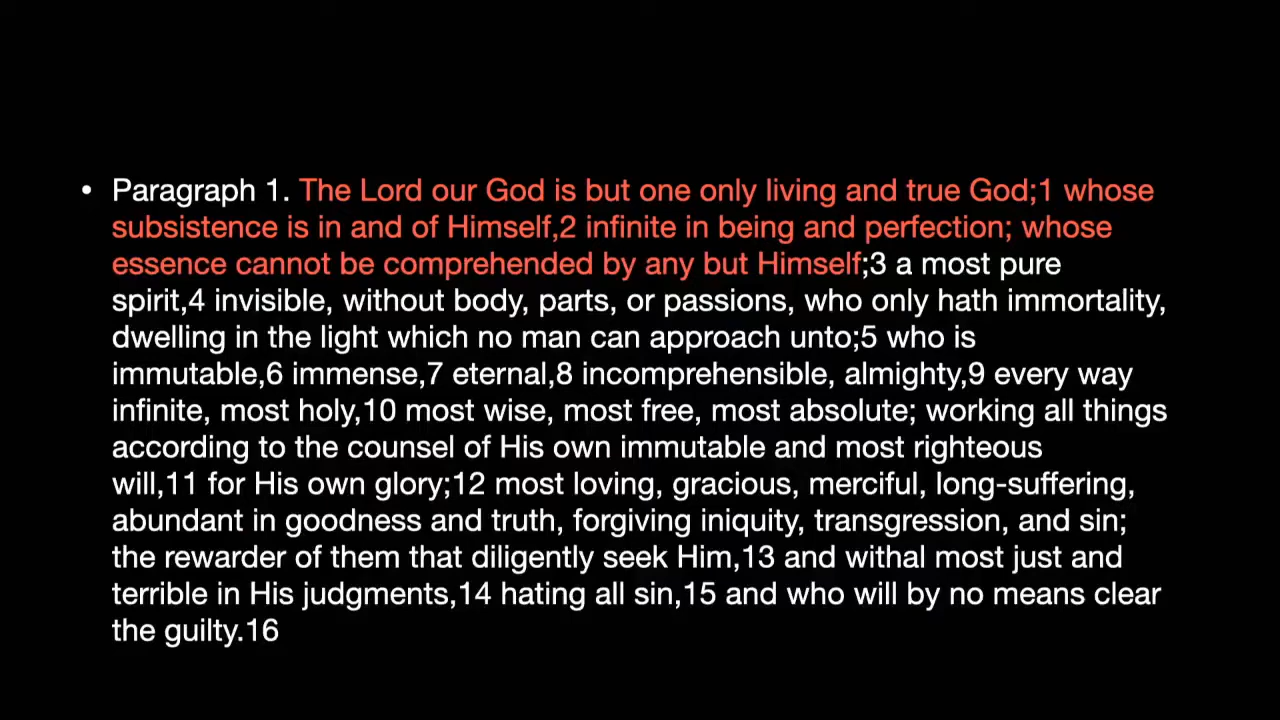 • Paragraph 1. The Lord our God is but one only living and true God;1 whose
subsistence is in and of Himself,2 infinite in being and perfection; whose
essence cannot be comprehended by any but Himself;3 a most pure
spirit,4 invisible, without body, parts, or passions, who only hath immortality,
dwelling in the light which no man can approach unto;5 who is
immutable,6 immense,7 eternal,8 incomprehensible, almighty,9 every way
infinite, most holy,10 most wise, most free, most absolute; working all things
according to the counsel of His own immutable and most righteous
will,11 for His own glory;12 most loving, gracious, merciful, long-suffering,
abundant in goodness and truth, forgiving iniquity, transgression, and sin;
the rewarder of them that diligently seek Him,13 and withal most just and
terrible in His judgments,14 hating all sin,15 and who will by no means clear
the guilty.16